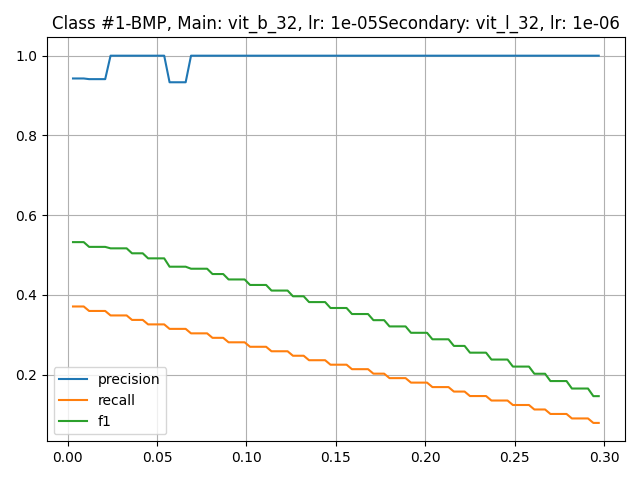 Class #1-BMP, Main: vit_b_32, lr: 1e-05Secondary: vit_l_32, lr: 1e-06
1.0
0.8
0.6
0.4
0.2
precision
recall
f1
0.00 0.05 0.10 0.15 0.20 0.25 0.30